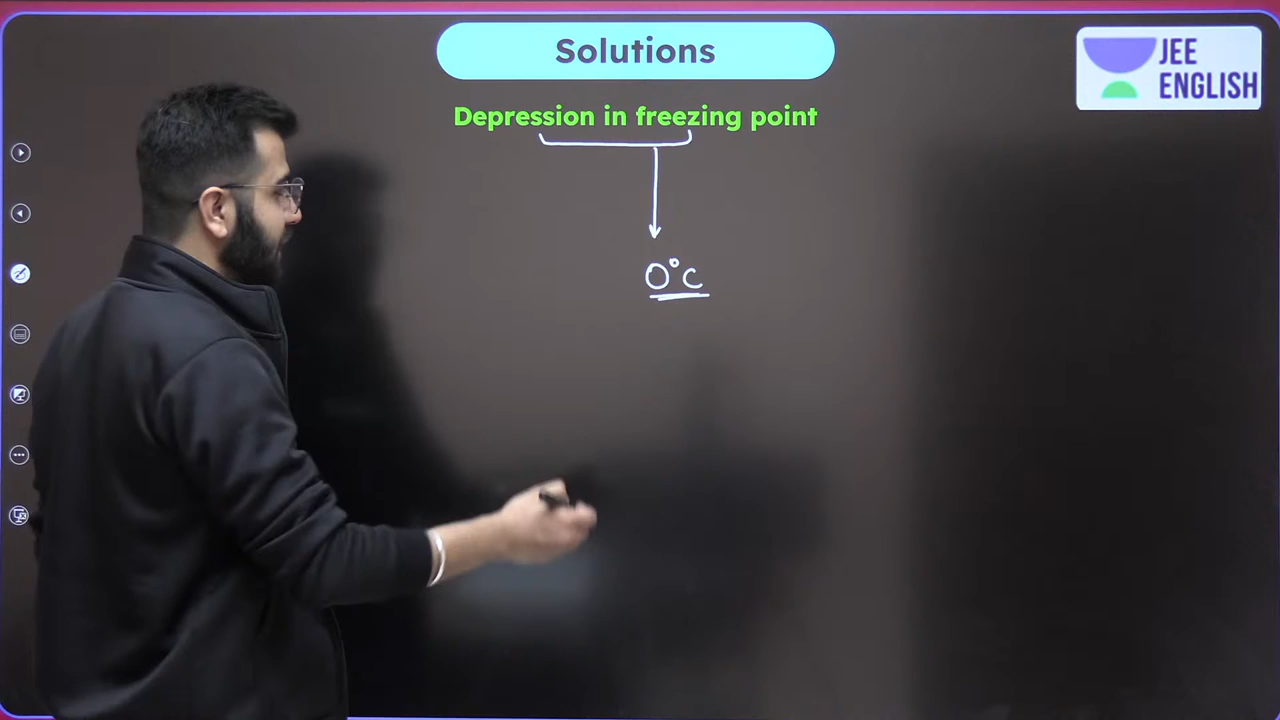 Solutions
JEE
ENGLISH
Depression in freezing point
0°C